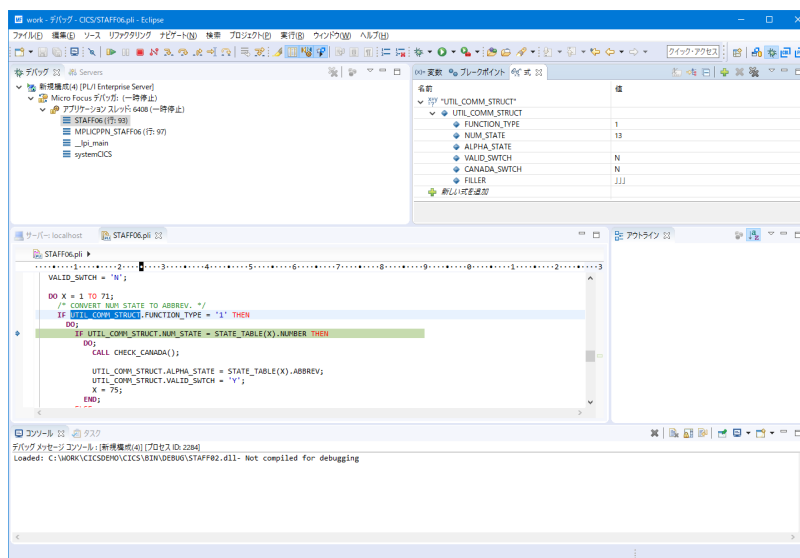 work - デバッグ - CICS/STAFF06.pli - Eclipse
ファイル(F) 編集(E) ソース リファクタリング ナビゲート(N) 検索 プロジェクト(P) 実行(R) ウィンドウ(W) ヘルプ(H)
クイック・アクセス
デバッグ Servers
新規構成(4) [PL/I Enterprise Server]
Micro Focus デバッガ: (一時停止)
アプリケーション スレッド: 6408 (一時停止)
STAFF06 (行: 93)
MPLICPPN_STAFF06 (行: 97)
__lpi_main
systemCICS
変数 ブレークポイント 式
名前 値
"UTIL_COMM_STRUCT"
UTIL_COMM_STRUCT
FUNCTION_TYPE 1
NUM_STATE 13
ALPHA_STATE
VALID_SWTCH N
CANADA_SWTCH N
FILLER
新しい式を追加
サーバー: localhost STAFF06.pli
STAFF06.pli
VALID_SWTCH = 'N';
DO X = 1 TO 71;
/* CONVERT NUM STATE TO ABBREV. */
IF UTIL_COMM_STRUCT.FUNCTION_TYPE = '1' THEN
DO;
IF UTIL_COMM_STRUCT.NUM_STATE = STATE_TABLE(X).NUMBER THEN
DO;
CALL CHECK_CANADA();
UTIL_COMM_STRUCT.ALPHA_STATE = STATE_TABLE(X).ABBREV;
UTIL_COMM_STRUCT.VALID_SWTCH = 'Y';
X = 75;
END;
アウトライン
コンソール タスク
デバッグ メッセージ コンソール : [新規構成(4)] [プロセス ID: 2284]
Loaded: C:\WORK\CICSDEMO\CICS\BIN\DEBUG\STAFF02.dll- Not compiled for debugging